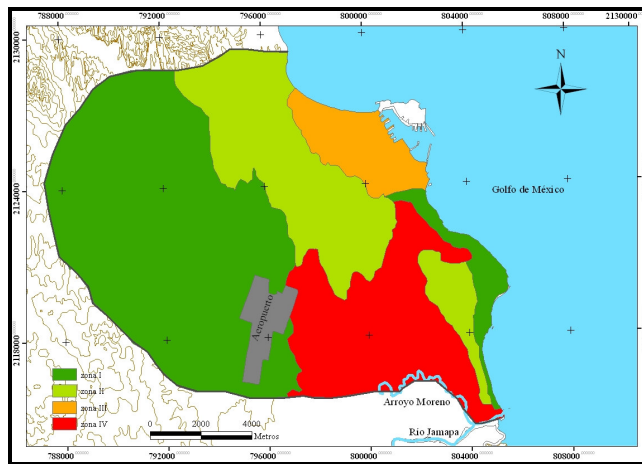 788000 792000 796000 800000 804000 808000 2130000
2130000
N
Golfo de México
2124000
Aeropuerto
2118000
zona I
zona II
zona III
zona IV
0 2000 4000
Metros
Arroyo Moreno
Rio Jamapa
788000 792000 796000 800000 804000 808000